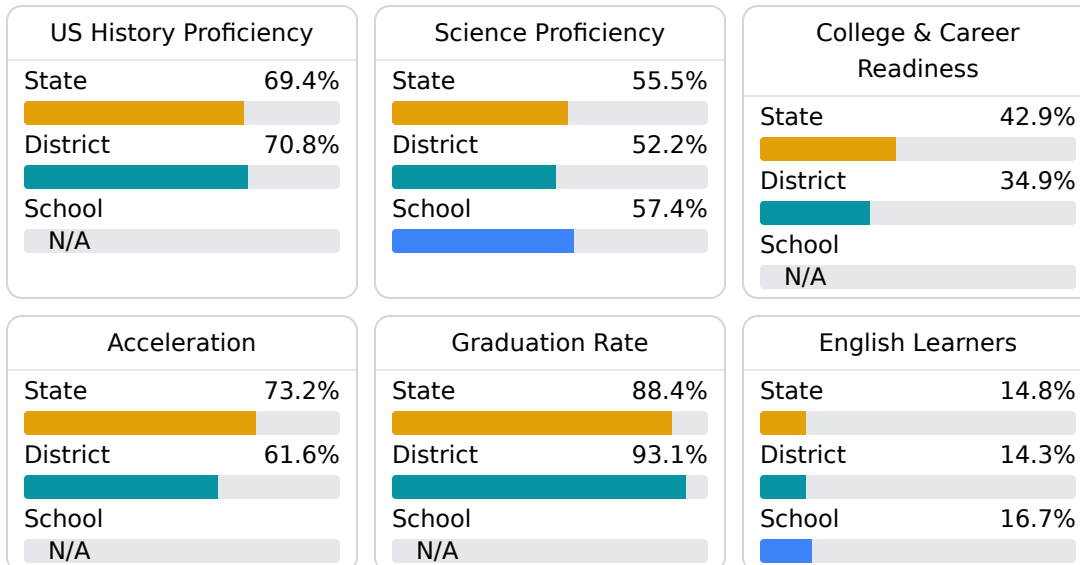 US History Proficiency
State 69.4%
District 70.8%
School
N/A
Science Proficiency
State 55.5%
District 52.2%
School 57.4%
College & Career
Readiness
State 42.9%
District 34.9%
School
N/A
Acceleration
State 73.2%
District 61.6%
School
N/A
Graduation Rate
State 88.4%
District 93.1%
School
N/A
English Learners
State 14.8%
District 14.3%
School 16.7%